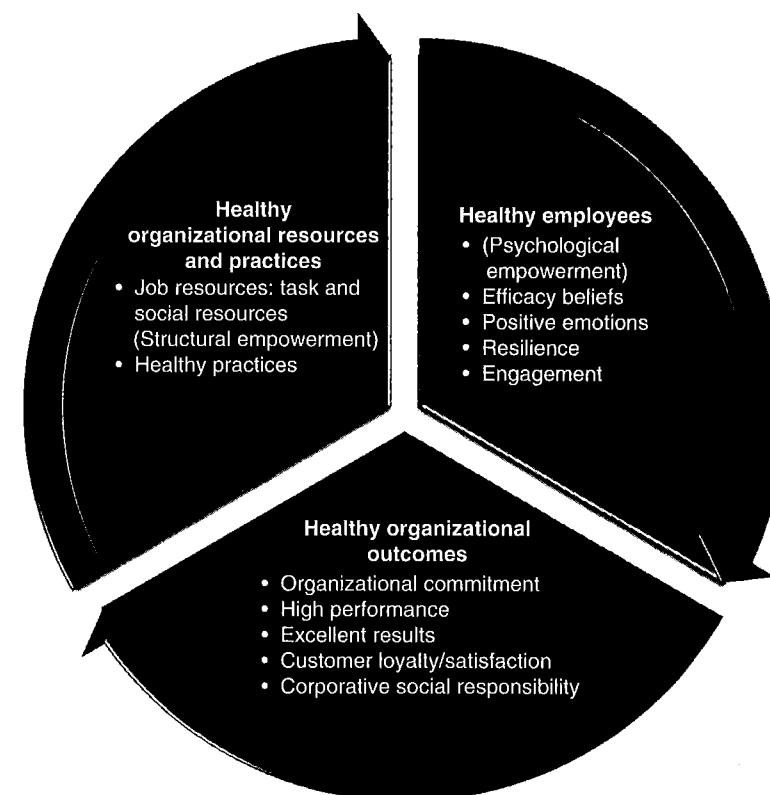 Healthy
organizational resources
and practices
• Job resources: task and
social resources
(Structural empowerment)
• Healthy practices
Healthy employees
• (Psychological
empowerment)
• Efficacy beliefs
• Positive emotions
• Resilience
• Engagement
Healthy organizational
outcomes
• Organizational commitment
• High performance
• Excellent results
• Customer loyalty/satisfaction
• Corporative social responsibility